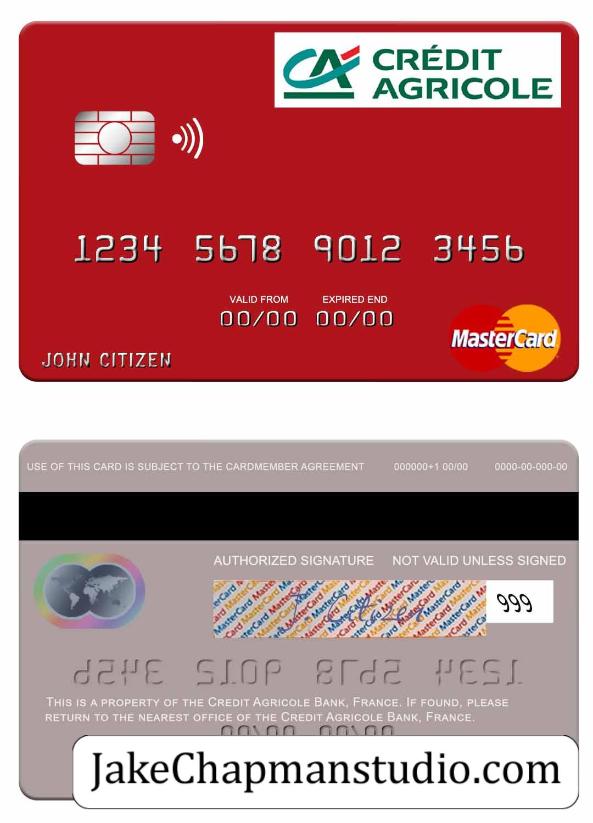 CRÉDIT
AGRICOLE
1234 5678 9012 3456
VALID FROM EXPIRED END
00/00 00/00
MasterCard
JOHN CITIZEN
USE OF THIS CARD IS SUBJECT TO THE CARDMEMBER AGREEMENT 000000+1 00/00 0000-00-000-00
AUTHORIZED SIGNATURE NOT VALID UNLESS SIGNED
999
THIS IS A PROPERTY OF THE CREDIT AGRICOLE BANK, FRANCE. IF FOUND, PLEASE
RETURN TO THE NEAREST OFFICE OF THE CREDIT AGRICOLE BANK, FRANCE.
JakeChapmanstudio.com